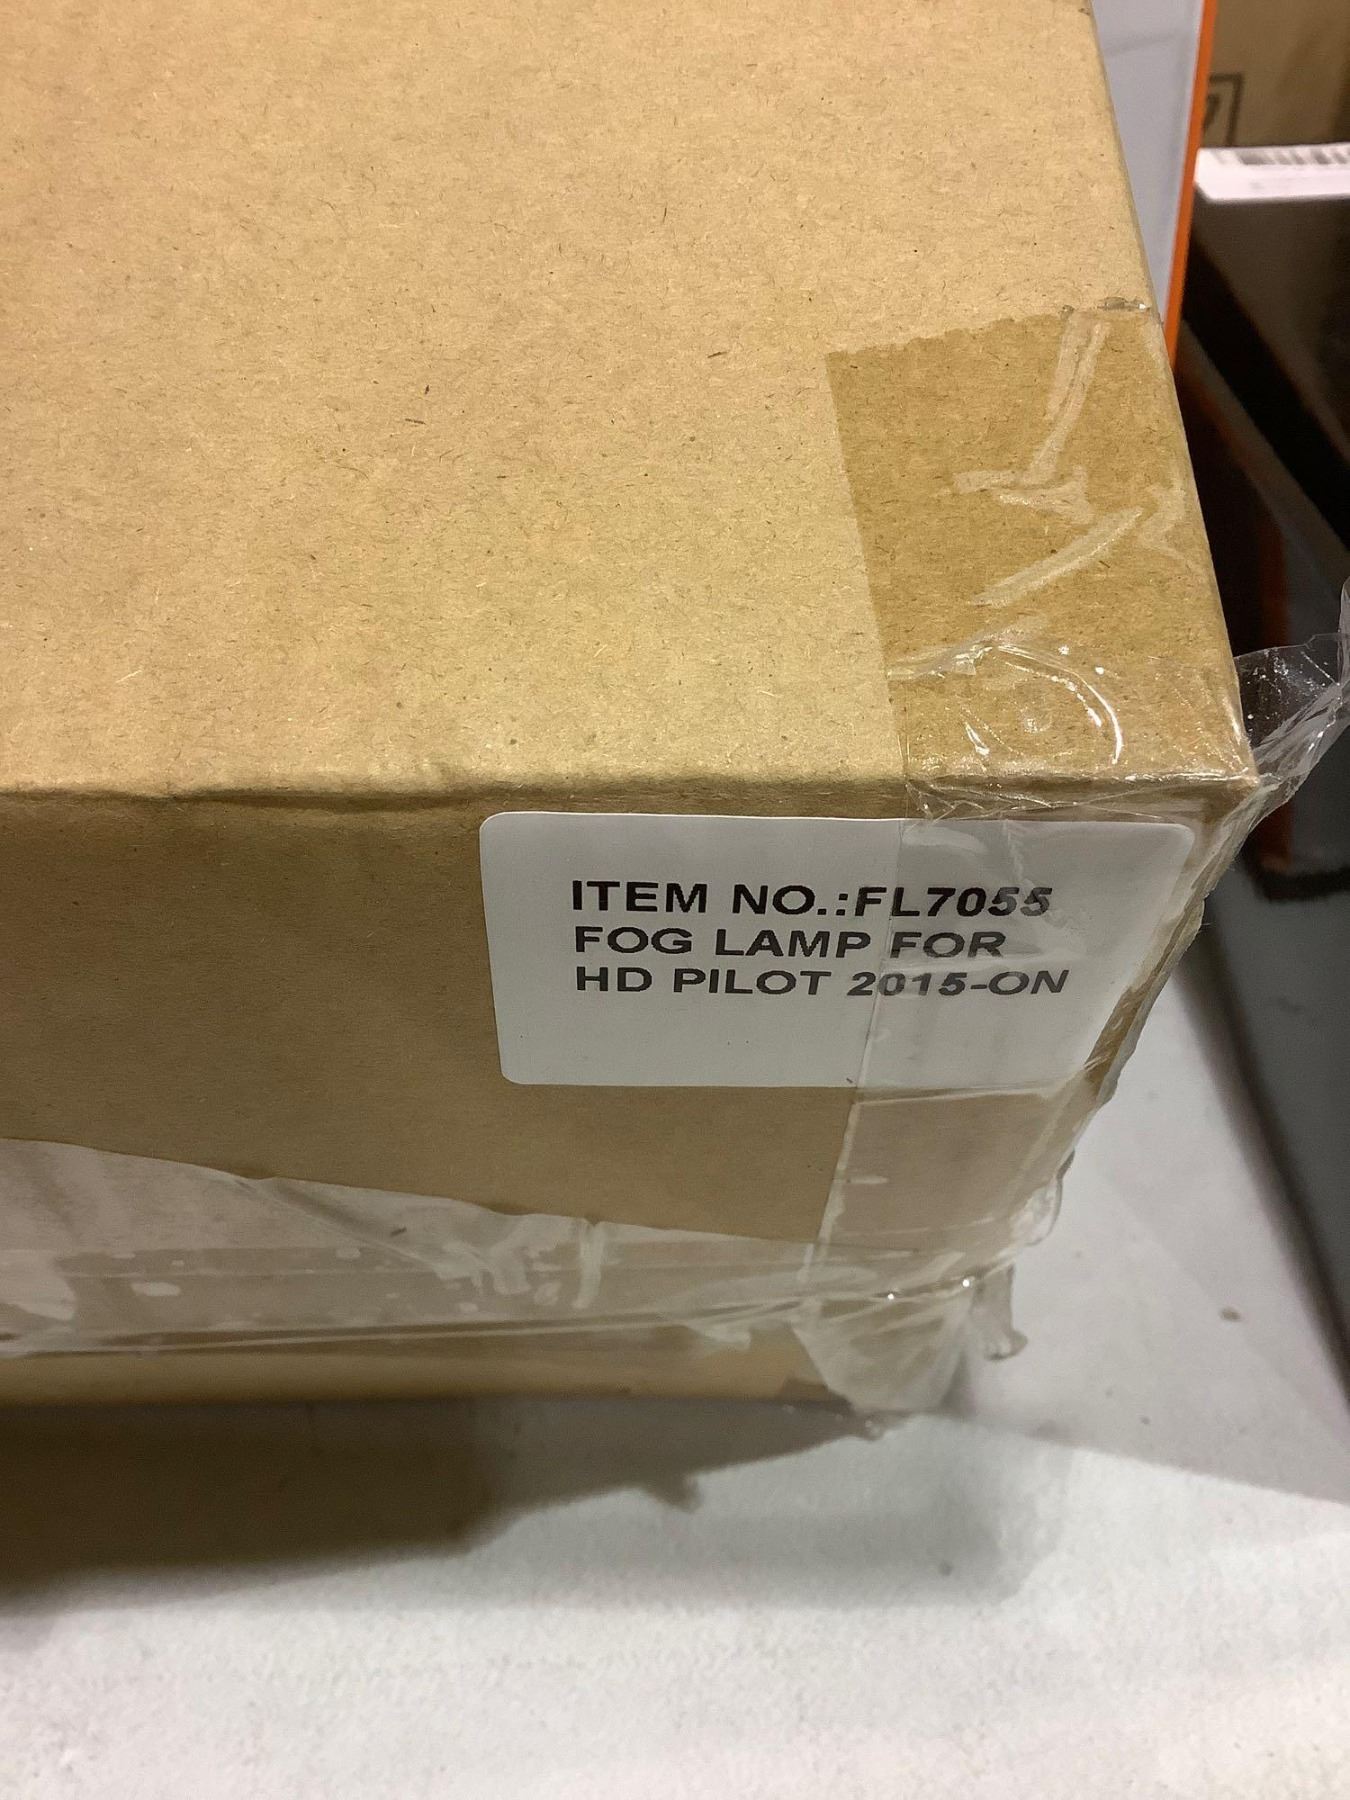 ITEM NO.:FL7055
FOG LAMP FOR
HD PILOT 2015-ON